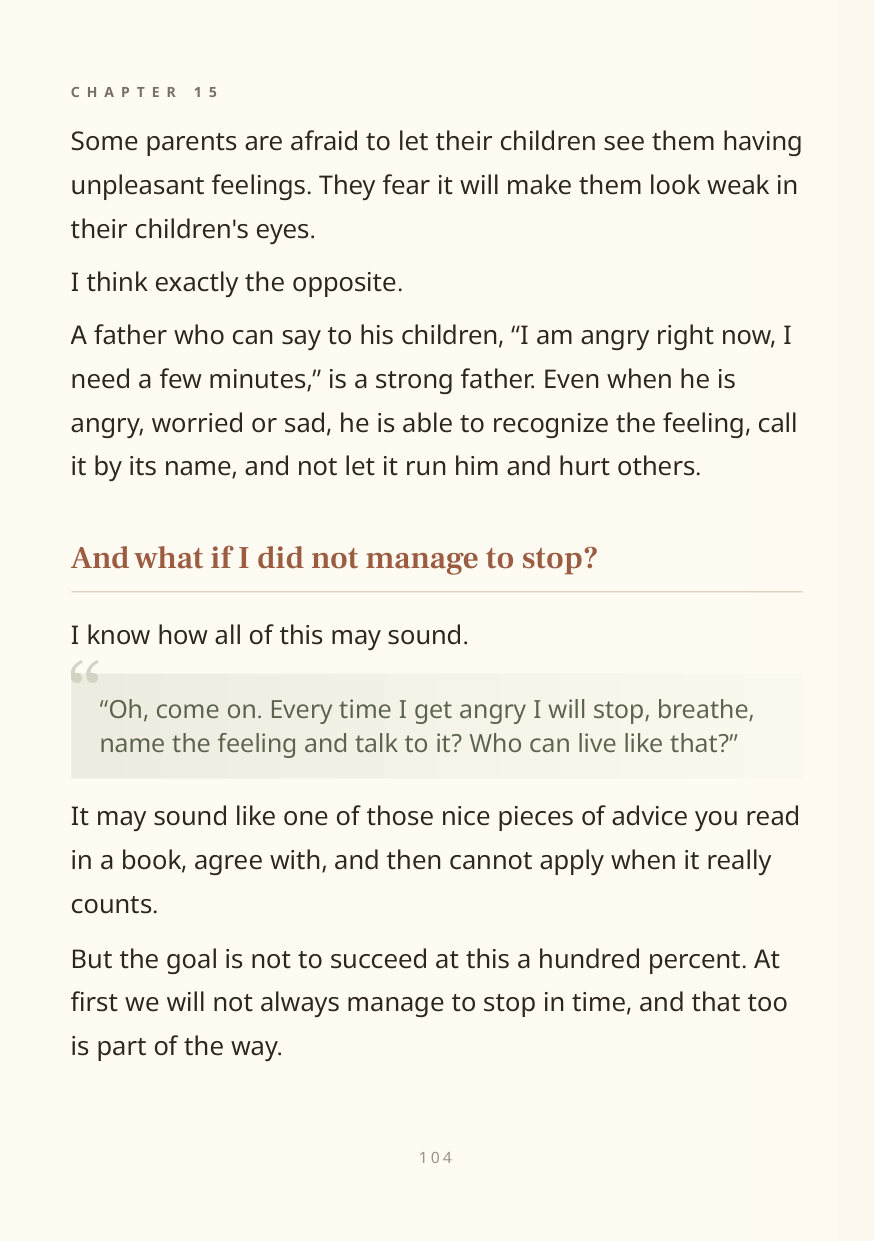 CHAPTER 15
Some parents are afraid to let their children see them having
unpleasant feelings. They fear it will make them look weak in
their children's eyes.
I think exactly the opposite.
A father who can say to his children, “I am angry right now, I
need a few minutes,” is a strong father. Even when he is
angry, worried or sad, he is able to recognize the feeling, call
it by its name, and not let it run him and hurt others.
And what if I did not manage to stop?
I know how all of this may sound.
“
“Oh, come on. Every time I get angry I will stop, breathe,
name the feeling and talk to it? Who can live like that?”
It may sound like one of those nice pieces of advice you read
in a book, agree with, and then cannot apply when it really
counts.
But the goal is not to succeed at this a hundred percent. At
first we will not always manage to stop in time, and that too
is part of the way.
104